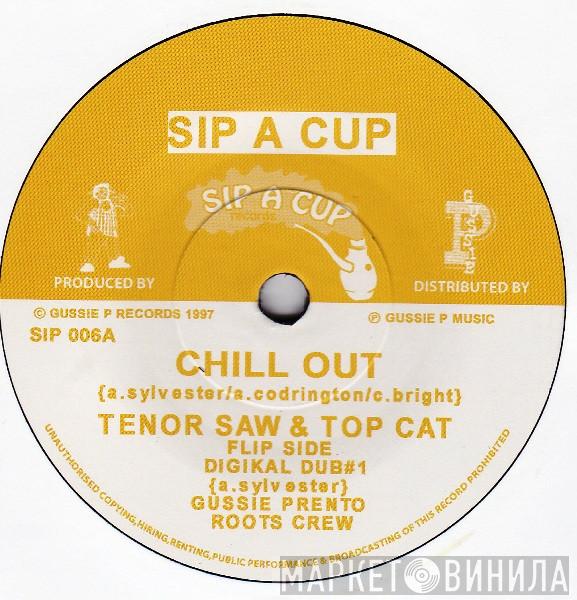 SIP A CUP
SIP A CUP
records
PRODUCED BY
DISTRIBUTED BY
© GUSSIE P RECORDS 1997
℗ GUSSIE P MUSIC
SIP 006A
CHILL OUT
{a.sylvester/a.codrington/c.bright}
TENOR SAW & TOP CAT
FLIP SIDE
DIGIKAL DUB#1
{a.sylvester}
GUSSIE PRENTO
ROOTS CREW
UNAUTHORISED COPYING,HIRING,RENTING,PUBLIC PERFORMANCE & BROADCASTING OF THIS RECORD PROHIBITED
МАРКЕТ ВИНИЛА